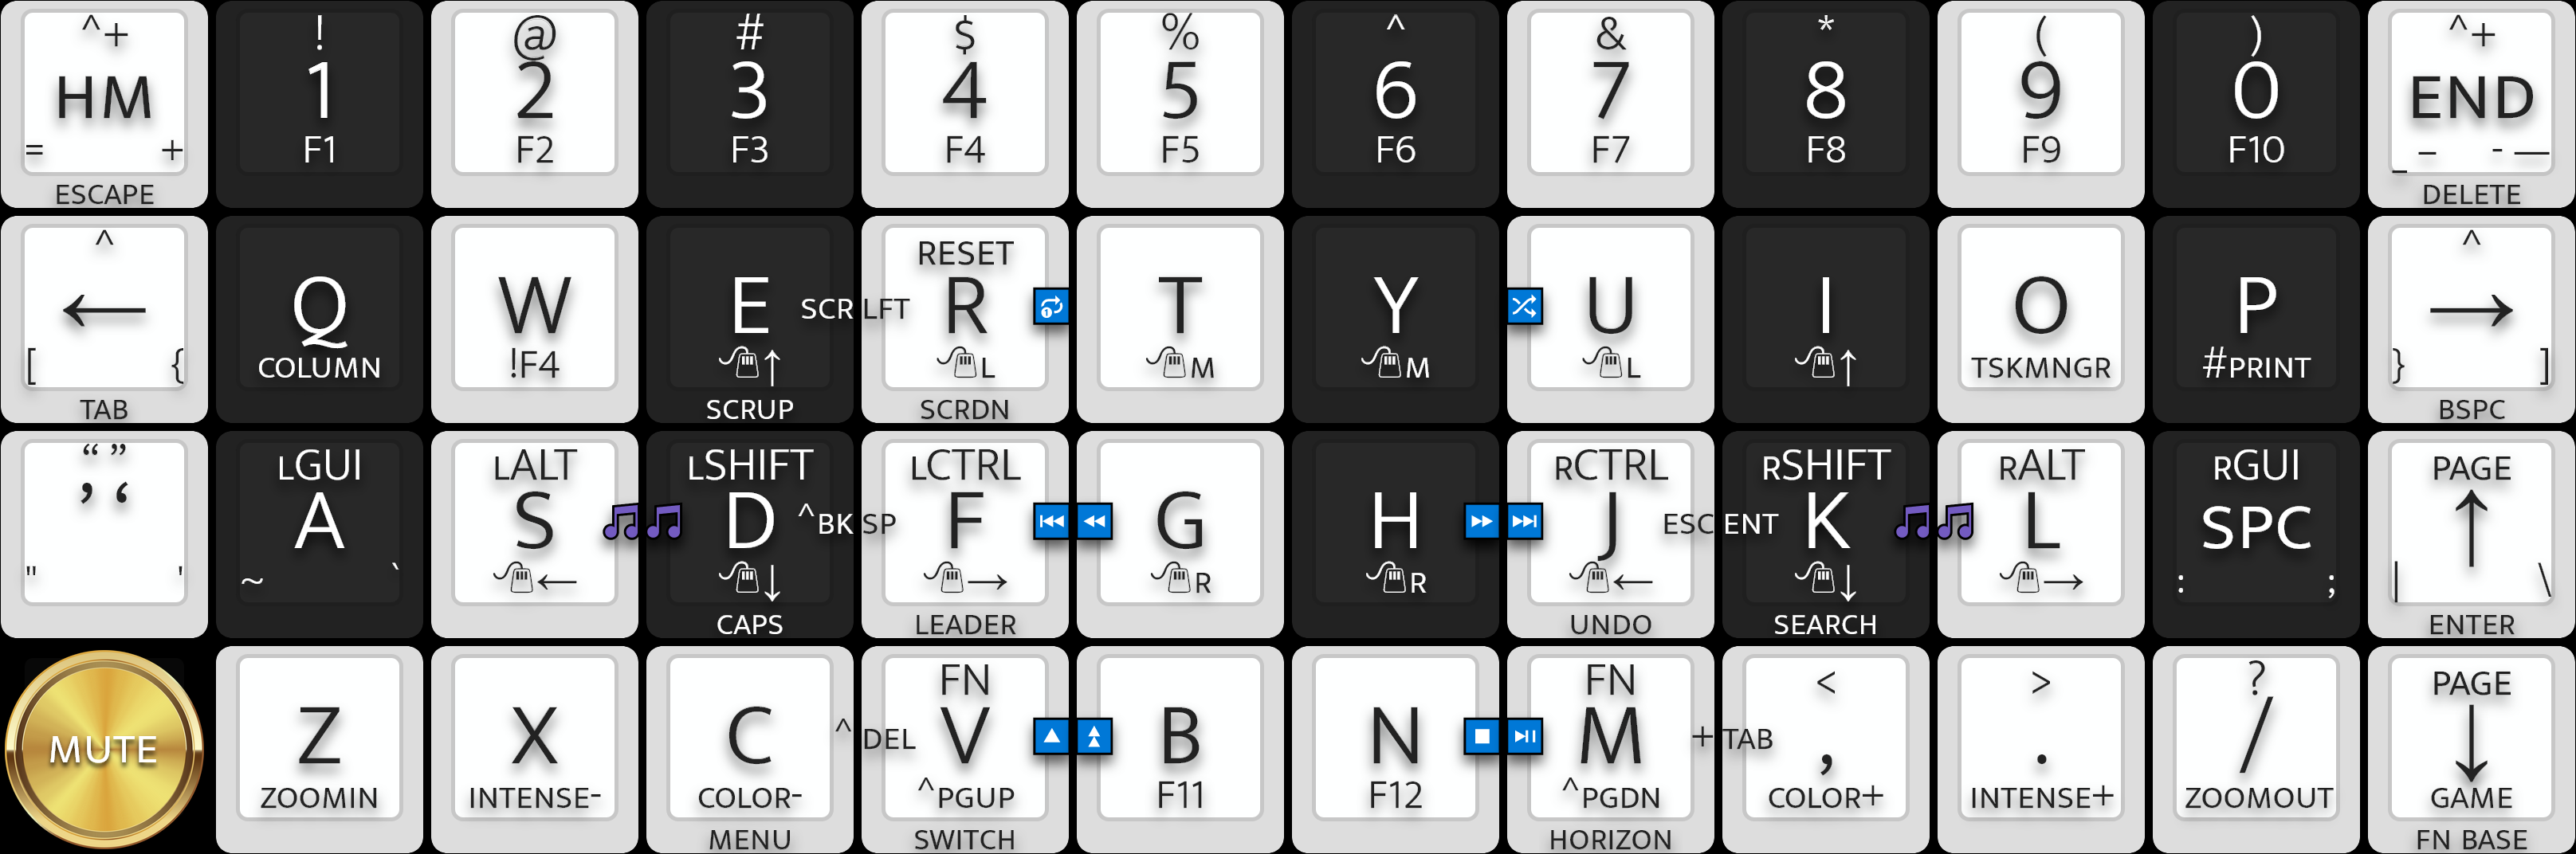 ^+ ! @ # $ % ^ & * ( ) ^+
HM 1 2 3 4 5 6 7 8 9 0 END
= + F1 F2 F3 F4 F5 F6 F7 F8 F9 F10 _ – - —
ESCAPE DELETE
^ RESET ^
← Q W E SCR LFT R T Y U I O P →
[ { COLUMN !F4 ↑ L M M L ↑ TSKMNGR #PRINT } ]
TAB SCRUP SCRDN BSPC
“ ” LGUI LALT LSHIFT LCTRL RCTRL RSHIFT RALT RGUI PAGE
’ ‘ A S D ^BK SP F G H J ESC ENT K L SPC ↑
" ' ~ ` ← ↓ → R R ← ↓ → : ; | \
CAPS LEADER UNDO SEARCH ENTER
FN FN < > ? PAGE
MUTE Z X C ^ DEL V B N M + TAB , . / ↓
ZOOMIN INTENSE- COLOR- ^PGUP F11 F12 ^PGDN COLOR+ INTENSE+ ZOOMOUT GAME
MENU SWITCH HORIZON FN BASE